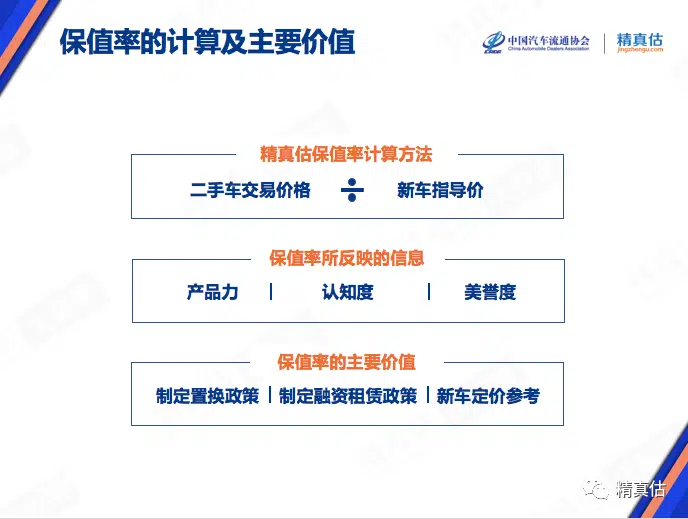 保值率的计算及主要价值
中国汽车流通协会
China Automobile Dealers Association
精真估
jingzhengu.com
精真估保值率计算方法
二手车交易价格 ÷ 新车指导价
保值率所反映的信息
产品力 | 认知度 | 美誉度
保值率的主要价值
制定置换政策 | 制定融资租赁政策 | 新车定价参考
精真估